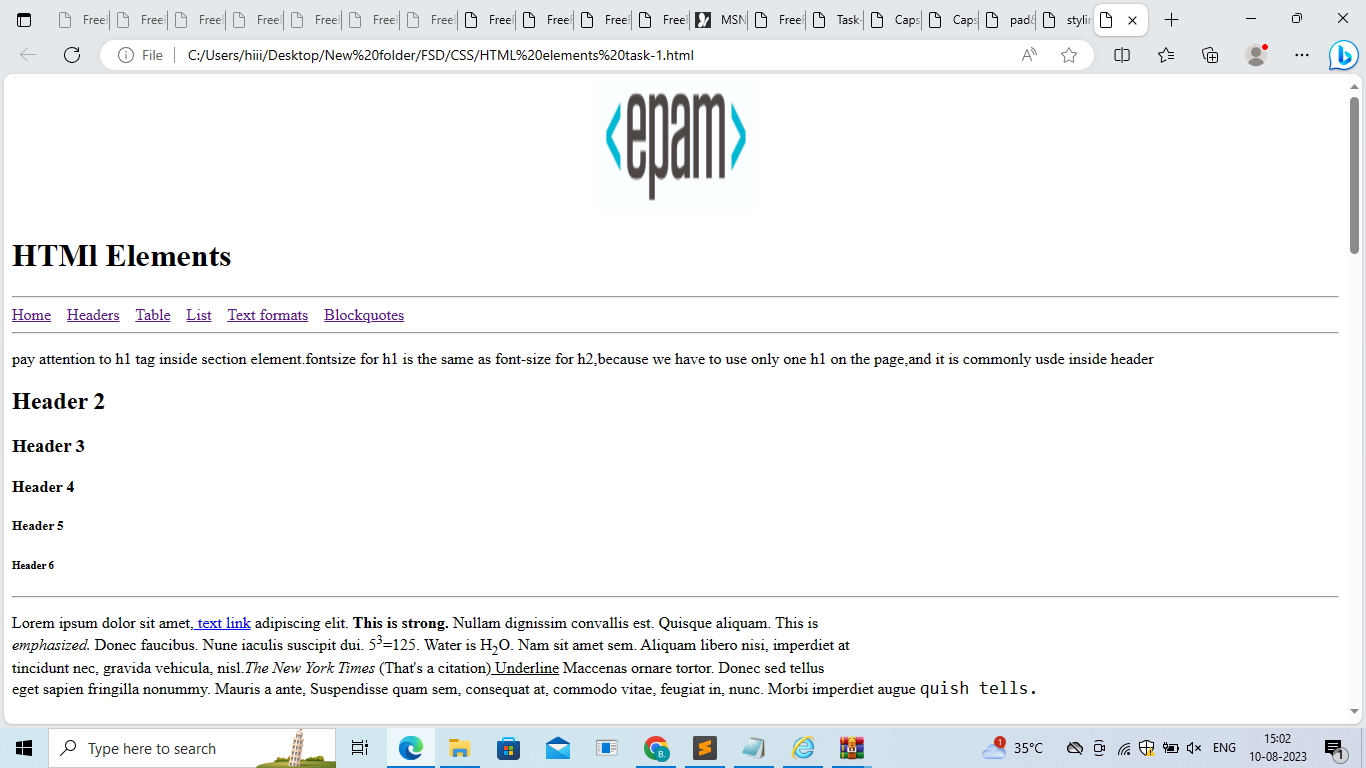 Free Free Free Free Free Free Free Free Free Free Free MSN Free Task- Caps Caps pad& stylin
File C:/Users/hiii/Desktop/New%20folder/FSD/CSS/HTML%20elements%20task-1.html
<epam>
HTMl Elements
Home Headers Table List Text formats Blockquotes
pay attention to h1 tag inside section element.fontsize for h1 is the same as font-size for h2,because we have to use only one h1 on the page,and it is commonly usde inside header
Header 2
Header 3
Header 4
Header 5
Header 6
Lorem ipsum dolor sit amet, text link adipiscing elit. This is strong. Nullam dignissim convallis est. Quisque aliquam. This is
emphasized. Donec faucibus. Nune iaculis suscipit dui. 5³=125. Water is H₂O. Nam sit amet sem. Aliquam libero nisi, imperdiet at
tincidunt nec, gravida vehicula, nisl.The New York Times (That's a citation) Underline Maccenas ornare tortor. Donec sed tellus
eget sapien fringilla nonummy. Mauris a ante, Suspendisse quam sem, consequat at, commodo vitae, feugiat in, nunc. Morbi imperdiet augue quish tells.
Type here to search 1 35°C ENG 15:02
10-08-2023 1